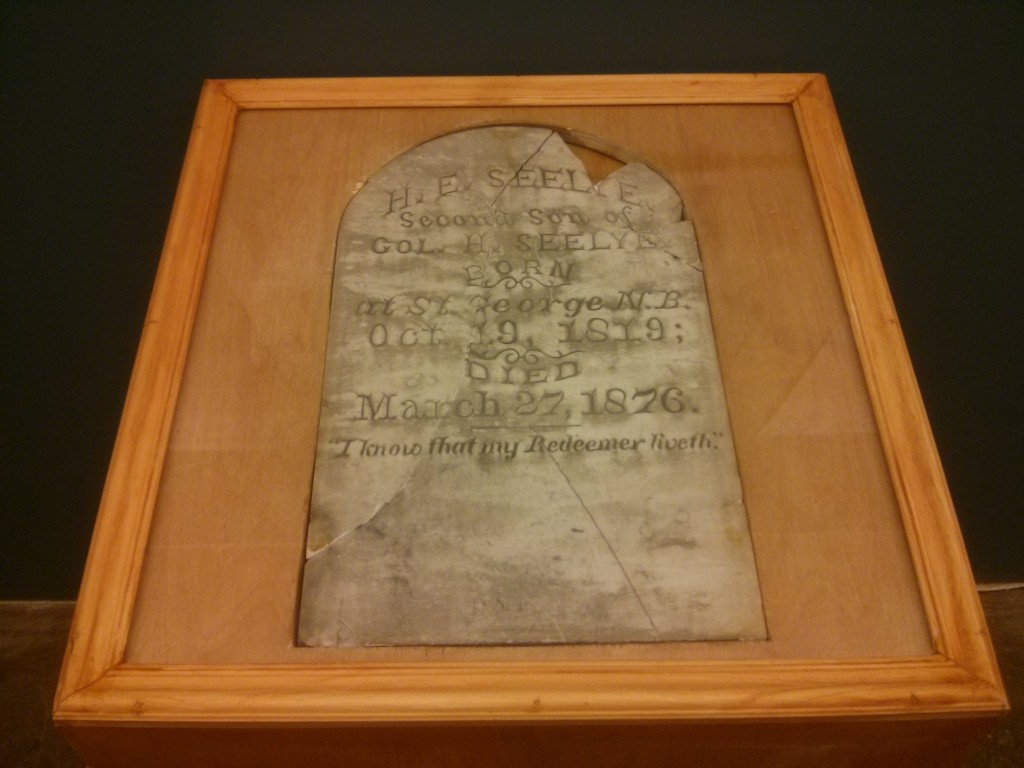 H. E. SEELYE
Second Son of
COL. H. SEELYE
BORN
at St. George N.B.
Oct 19, 1819;
DIED
March 27, 1876.
"I know that my Redeemer liveth."